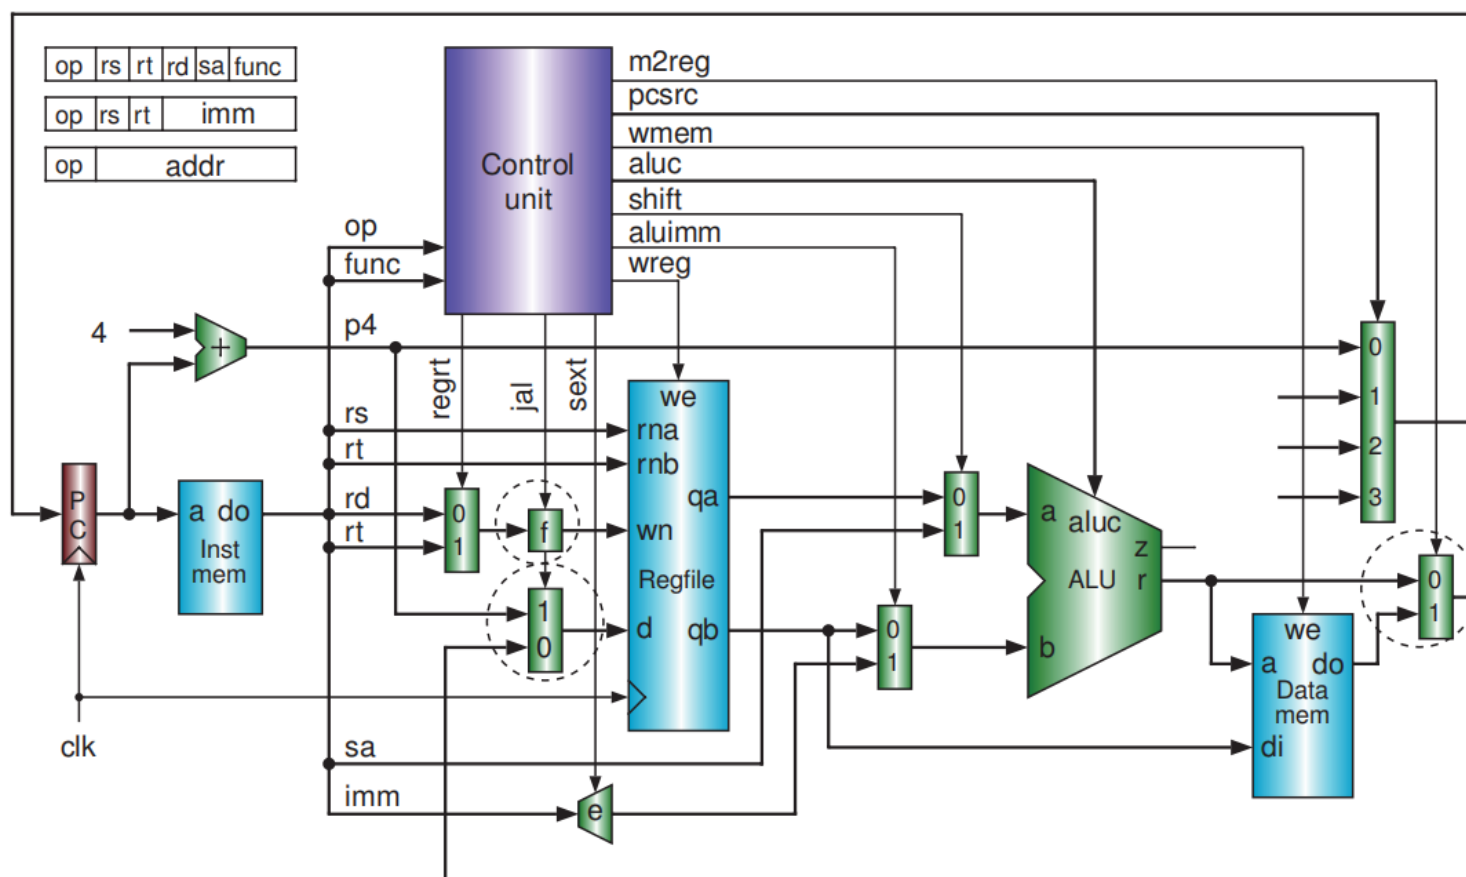 op rs rt rd sa func
op rs rt imm
op addr
Control
unit
m2reg
pcsrc
wmem
aluc
shift
aluimm
wreg
op
func
4
+
p4
regrt
jal
sext
rs
rt
rd
rt
0
1
f
1
0
we
rna
rnb
wn
d
qa
qb
Regfile
P
C
a do
Inst
mem
clk
sa
imm
e
0
1
0
1
a
b
aluc
ALU
z
r
0
1
2
3
0
1
we
a do
Data
mem
di